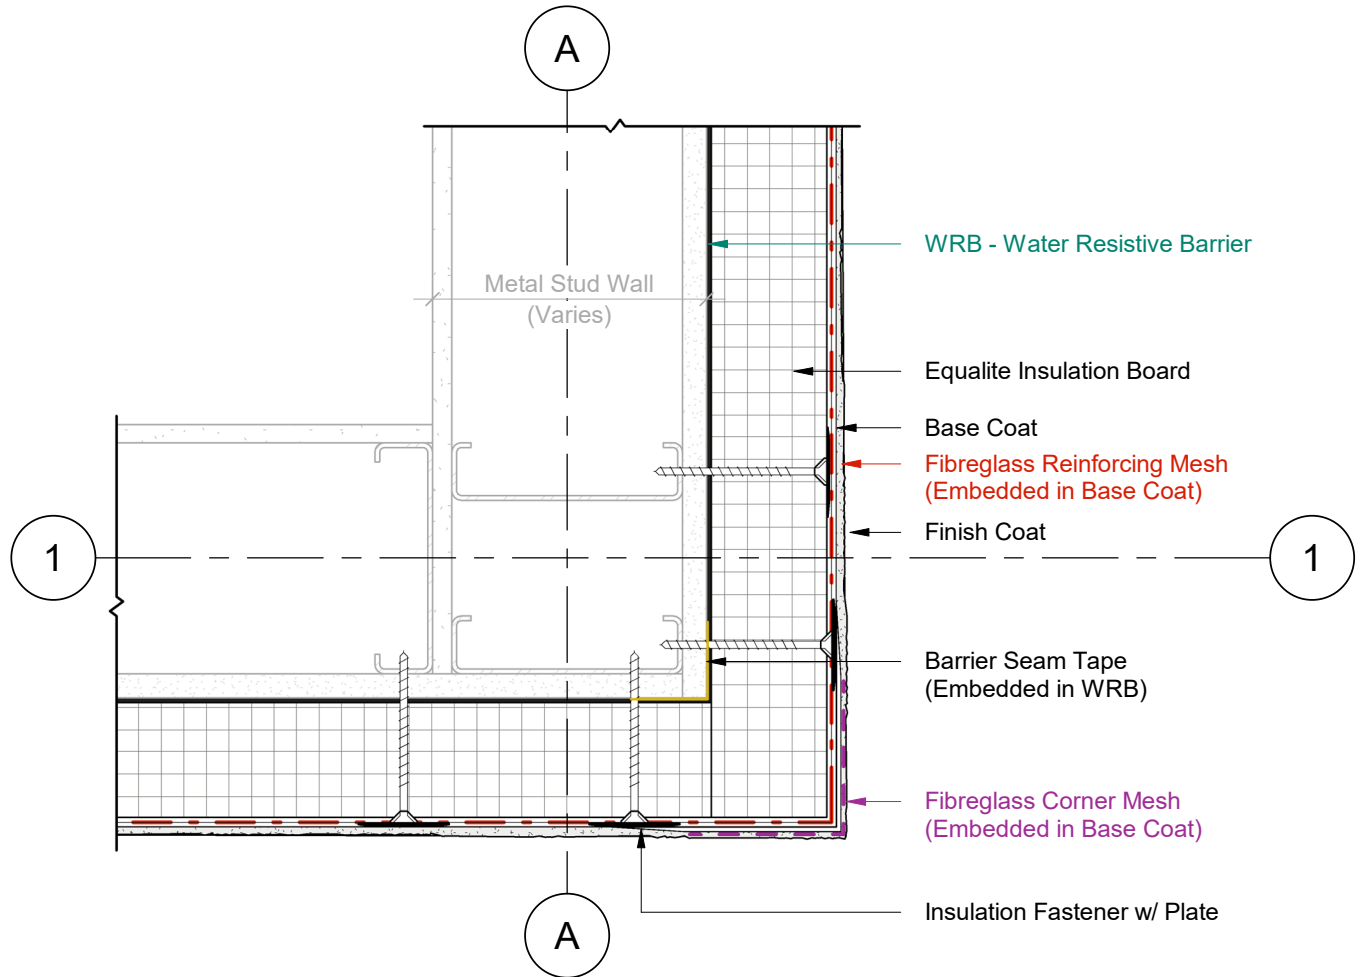 A
WRB - Water Resistive Barrier
Metal Stud Wall
(Varies)
Equalite Insulation Board
Base Coat
Fibreglass Reinforcing Mesh
(Embedded in Base Coat)
Finish Coat
1
1
Barrier Seam Tape
(Embedded in WRB)
Fibreglass Corner Mesh
(Embedded in Base Coat)
Insulation Fastener w/ Plate
A